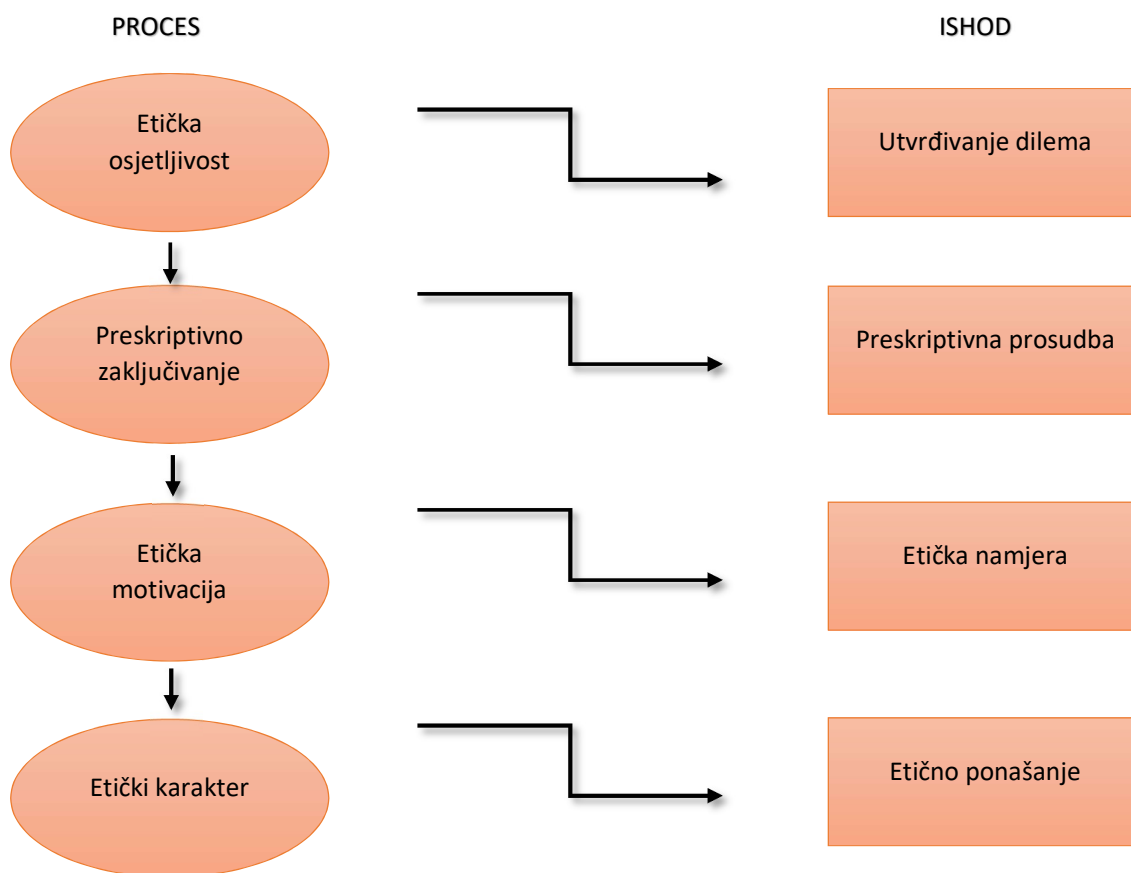 PROCES
ISHOD
Etička
osjetljivost
Utvrđivanje dilema
Preskriptivno
zaključivanje
Preskriptivna prosudba
Etička
motivacija
Etička namjera
Etički karakter
Etično ponašanje